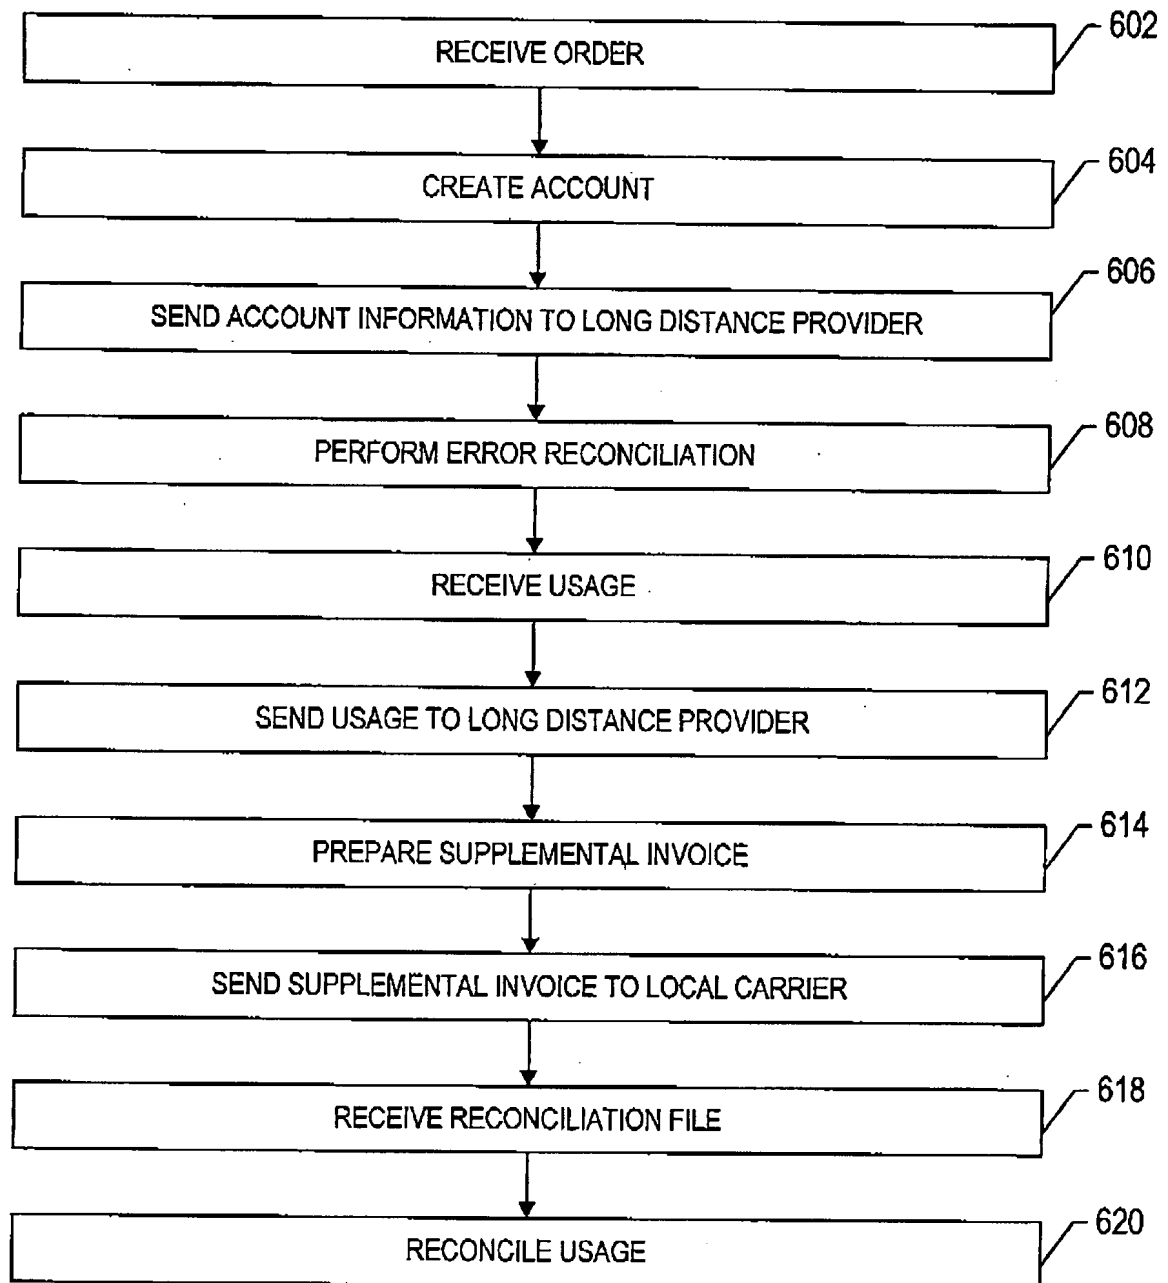 602
RECEIVE ORDER
604
CREATE ACCOUNT
606
SEND ACCOUNT INFORMATION TO LONG DISTANCE PROVIDER
608
PERFORM ERROR RECONCILIATION
610
RECEIVE USAGE
612
SEND USAGE TO LONG DISTANCE PROVIDER
614
PREPARE SUPPLEMENTAL INVOICE
616
SEND SUPPLEMENTAL INVOICE TO LOCAL CARRIER
618
RECEIVE RECONCILIATION FILE
620
RECONCILE USAGE